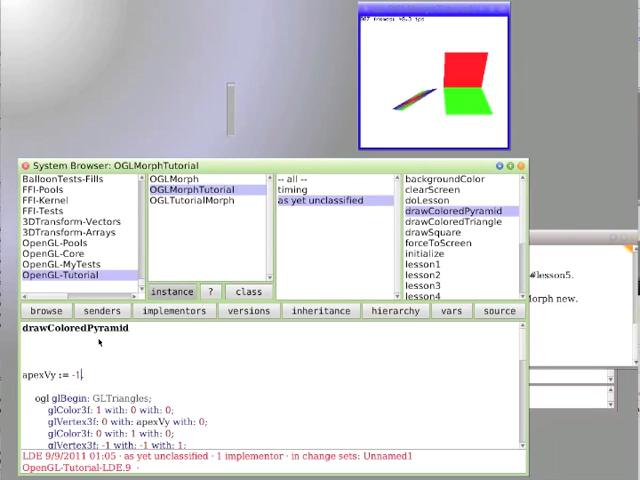 frames: fps
System Browser: OGLMorphTutorial
BalloonTests-Fills
FFI-Pools
FFI-Kernel
FFI-Tests
3DTransform-Vectors
3DTransform-Arrays
OpenGL-Pools
OpenGL-Core
OpenGL-MyTests
OpenGL-Tutorial
OGLMorph
OGLMorphTutorial
OGLTutorialMorph
-- all --
timing
as yet unclassified
backgroundColor
clearScreen
doLesson
drawColoredPyramid
drawColoredTriangle
drawSquare
forceToScreen
initialize
lesson1
lesson2
lesson3
lesson4
instance ? class
browse senders implementors versions inheritance hierarchy vars source
drawColoredPyramid
apexVy := -1.
ogl glBegin: GLTriangles;
glColor3f: 1 with: 0 with: 0;
glVertex3f: 0 with: apexVy with: 0;
glColor3f: 0 with: 1 with: 0;
glVertex3f: -1 with: -1 with: 1;
LDE 9/9/2011 01:05 · as yet unclassified · 1 implementor · in change sets: Unnamed1
OpenGL-Tutorial-LDE.9 ·
#lesson5.
Morph new.